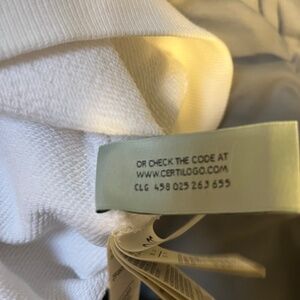 OR CHECK THE CODE AT
WWW.CERTILOGO.COM
CLG 458 025 263 655